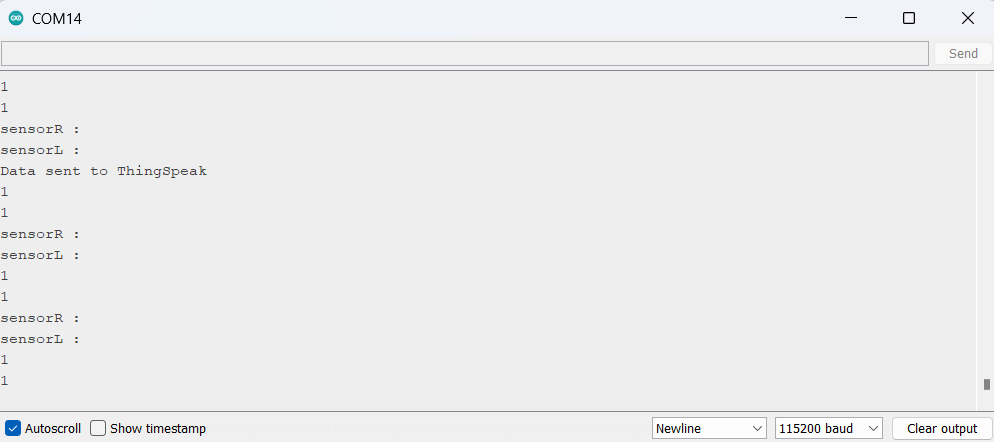 COM14
Send
1
1
sensorR :
sensorL :
Data sent to ThingSpeak
1
1
sensorR :
sensorL :
1
1
sensorR :
sensorL :
1
1
Autoscroll Show timestamp Newline 115200 baud Clear output